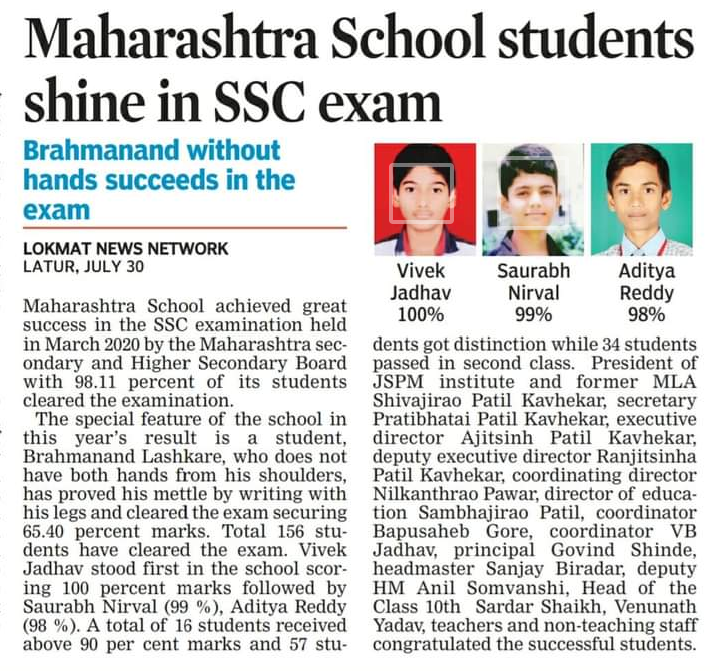 Maharashtra School students
shine in SSC exam
Brahmanand without
hands succeeds in the
exam
LOKMAT NEWS NETWORK
LATUR, JULY 30
Maharashtra School achieved great
success in the SSC examination held
in March 2020 by the Maharashtra sec-
ondary and Higher Secondary Board
with 98.11 percent of its students
cleared the examination.
The special feature of the school in
this year's result is a student,
Brahmanand Lashkare, who does not
have both hands from his shoulders,
has proved his mettle by writing with
his legs and cleared the exam securing
65.40 percent marks. Total 156 stu-
dents have cleared the exam. Vivek
Jadhav stood first in the school scor-
ing 100 percent marks followed by
Saurabh Nirval (99 %), Aditya Reddy
(98 %). A total of 16 students received
above 90 per cent marks and 57 stu-
Vivek
Jadhav
100%
Saurabh
Nirval
99%
Aditya
Reddy
98%
dents got distinction while 34 students
passed in second class. President of
JSPM institute and former MLA
Shivajirao Patil Kavhekar, secretary
Pratibhatai Patil Kavhekar, executive
director Ajitsinh Patil Kavhekar,
deputy executive director Ranjitsinha
Patil Kavhekar, coordinating director
Nilkanthrao Pawar, director of educa-
tion Sambhajirao Patil, coordinator
Bapusaheb Gore, coordinator VB
Jadhav, principal Govind Shinde,
headmaster Sanjay Biradar, deputy
HM Anil Somvanshi, Head of the
Class 10th Sardar Shaikh, Venunath
Yadav, teachers and non-teaching staff
congratulated the successful students.